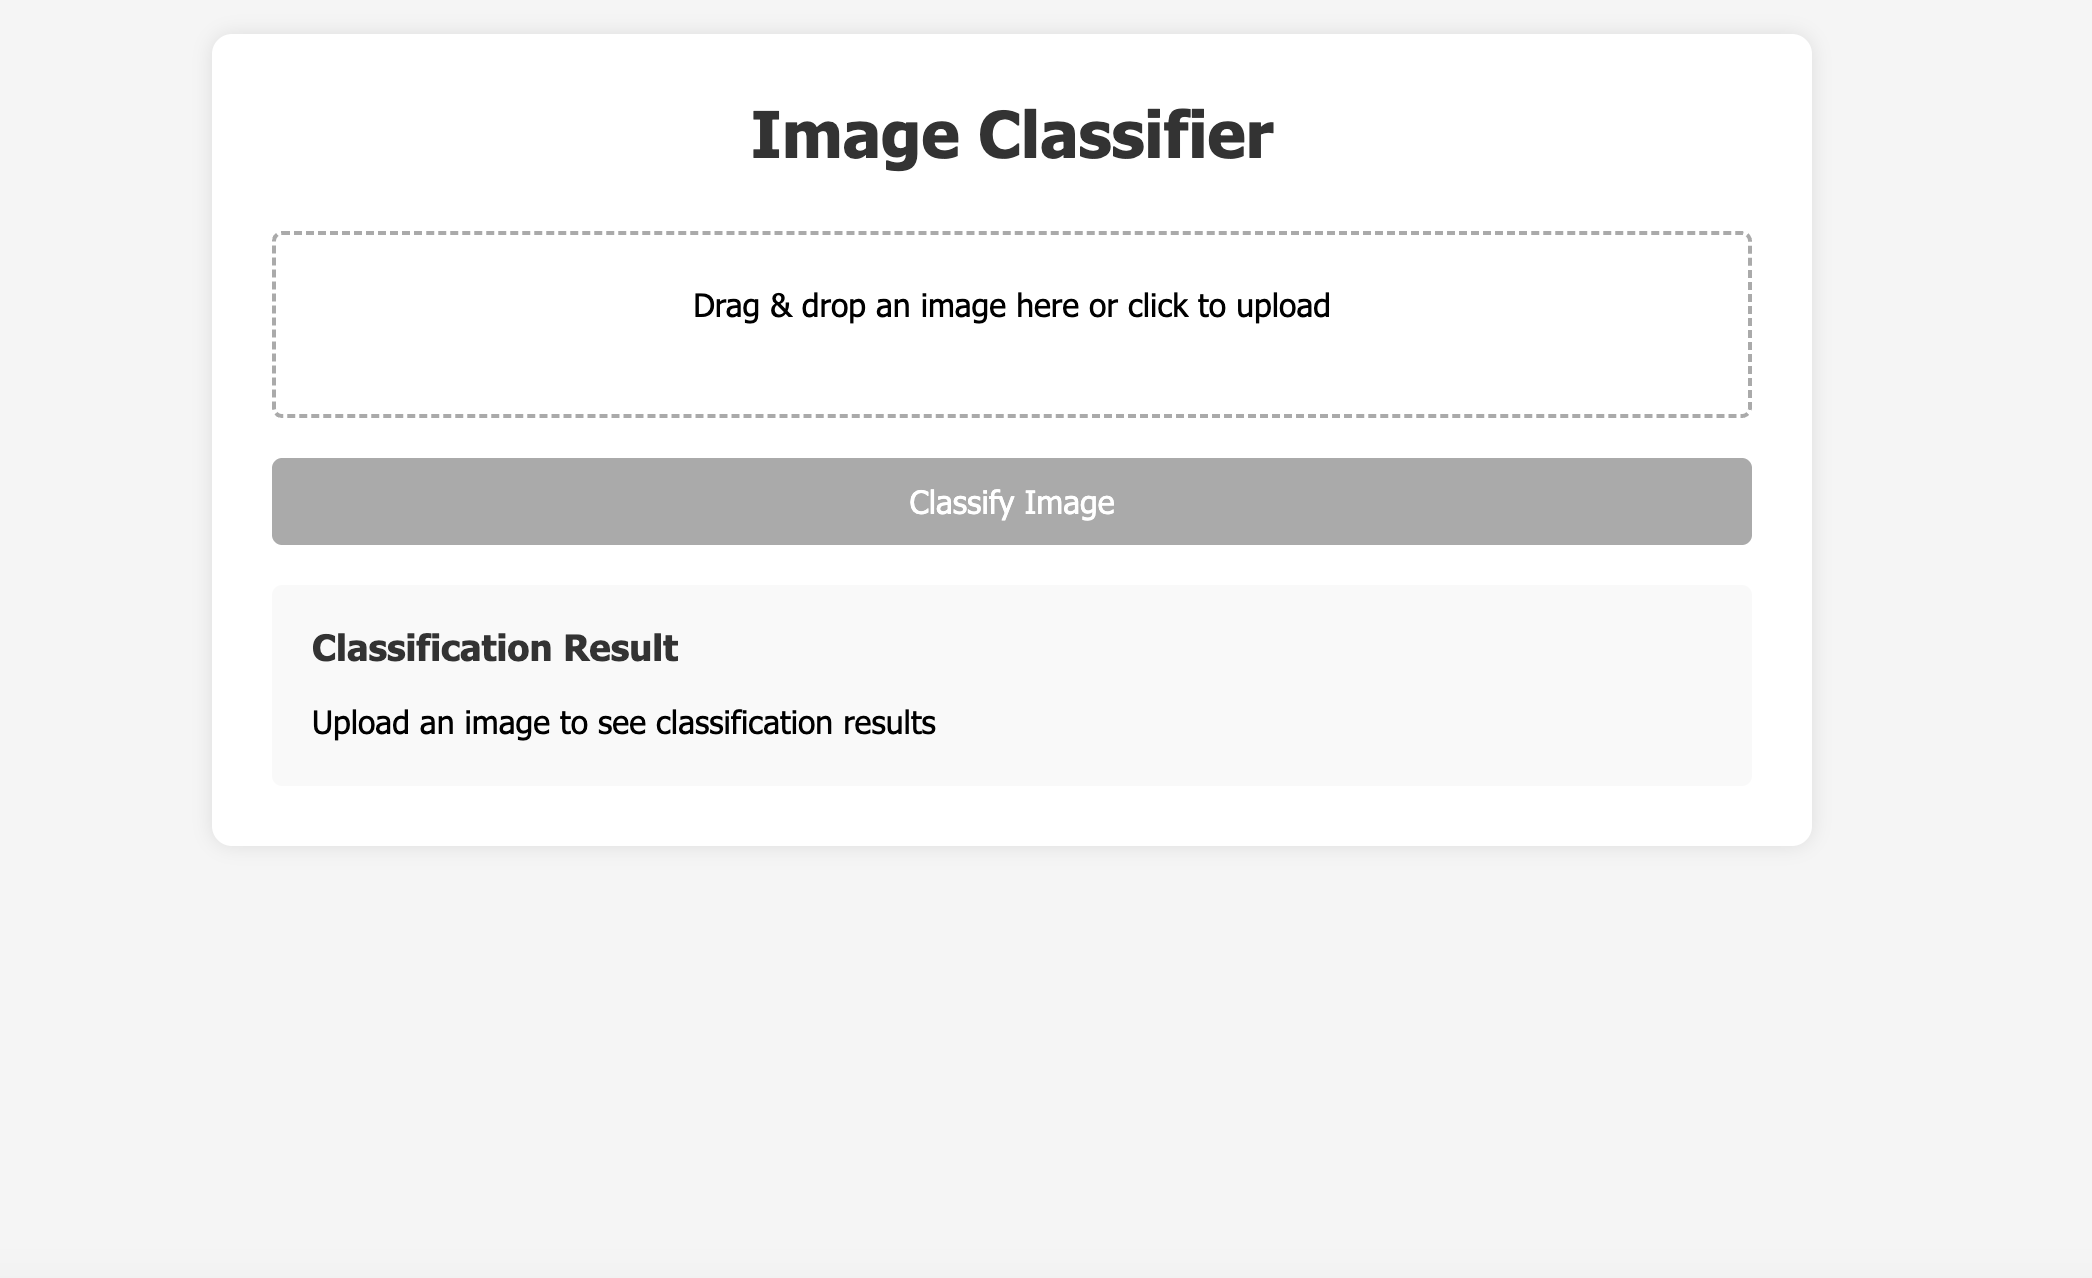 Image Classifier
Drag & drop an image here or click to upload
Classify Image
Classification Result
Upload an image to see classification results